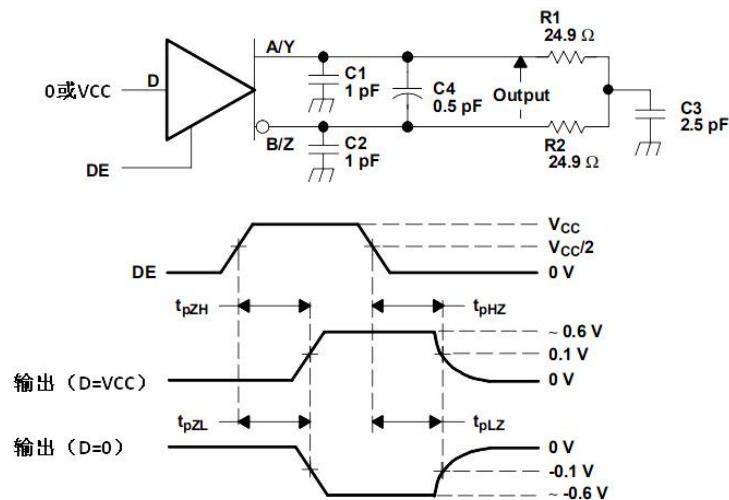 A/Y
R1
24.9 Ω
C1
1 pF
C4
0.5 pF
Output
0或VCC
D
C3
2.5 pF
B/Z
C2
1 pF
R2
24.9 Ω
DE
VCC
VCC/2
DE
0 V
tpZH
tpHZ
~ 0.6 V
0.1 V
输出（D=VCC）
0 V
tpZL
tpLZ
输出（D=0）
0 V
-0.1 V
~ -0.6 V